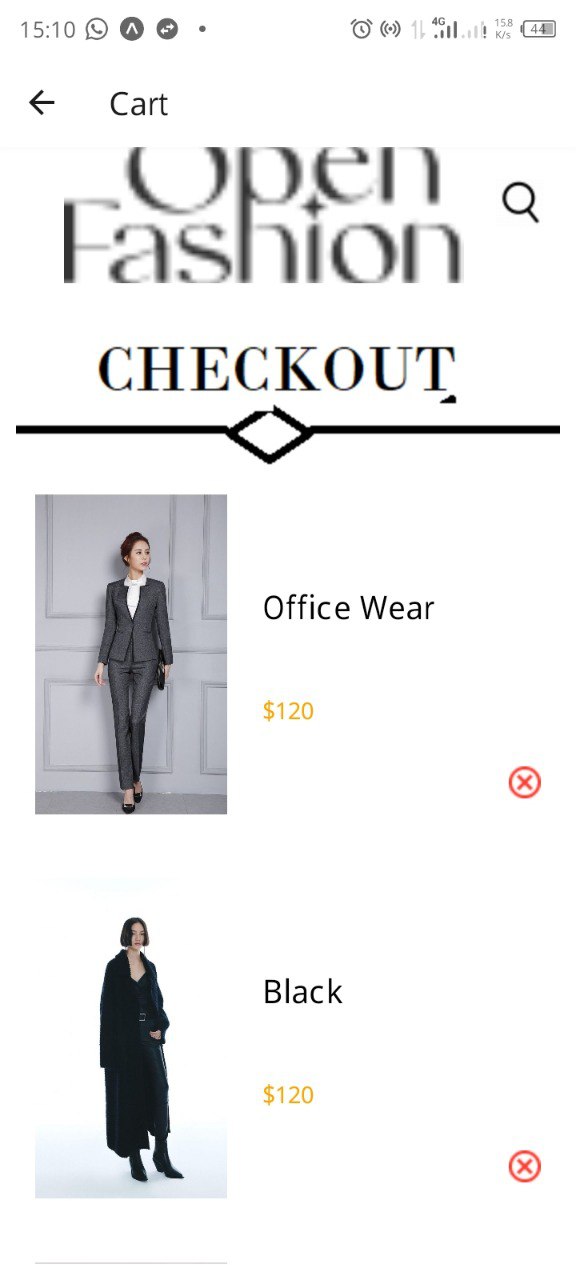 15:10
4G
15.8
K/s
44
Cart
Open
Fashion
CHECKOUT
Office Wear
$120
Black
$120